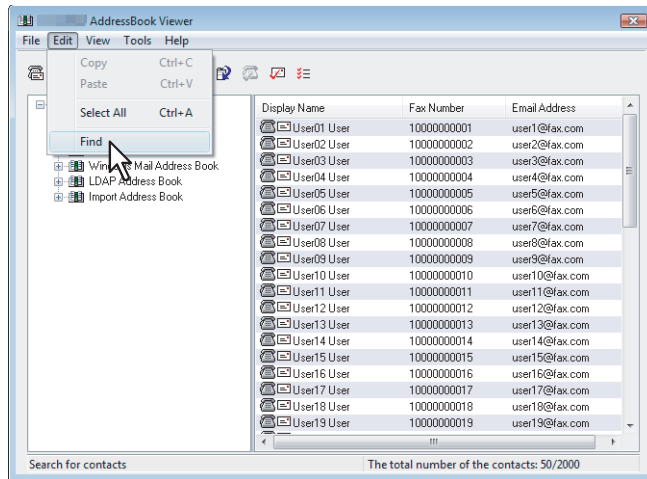 AddressBook Viewer
File Edit View Tools Help
Copy Ctrl+C
Paste Ctrl+V
Select All Ctrl+A
Find
Mail Address Book
LDAP Address Book
Import Address Book
Display Name Fax Number Email Address
User01 User 10000000001 user1@fax.com
User02 User 10000000002 user2@fax.com
User03 User 10000000003 user3@fax.com
User04 User 10000000004 user4@fax.com
User05 User 10000000005 user5@fax.com
User06 User 10000000006 user6@fax.com
User07 User 10000000007 user7@fax.com
User08 User 10000000008 user8@fax.com
User09 User 10000000009 user9@fax.com
User10 User 10000000010 user10@fax.com
User11 User 10000000011 user11@fax.com
User12 User 10000000012 user12@fax.com
User13 User 10000000013 user13@fax.com
User14 User 10000000014 user14@fax.com
User15 User 10000000015 user15@fax.com
User16 User 10000000016 user16@fax.com
User17 User 10000000017 user17@fax.com
User18 User 10000000018 user18@fax.com
User19 User 10000000019 user19@fax.com
Search for contacts
The total number of the contacts: 50/2000